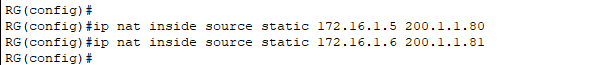 RG(config)#
RG(config)#ip nat inside source static 172.16.1.5 200.1.1.80
RG(config)#ip nat inside source static 172.16.1.6 200.1.1.81
RG(config)#